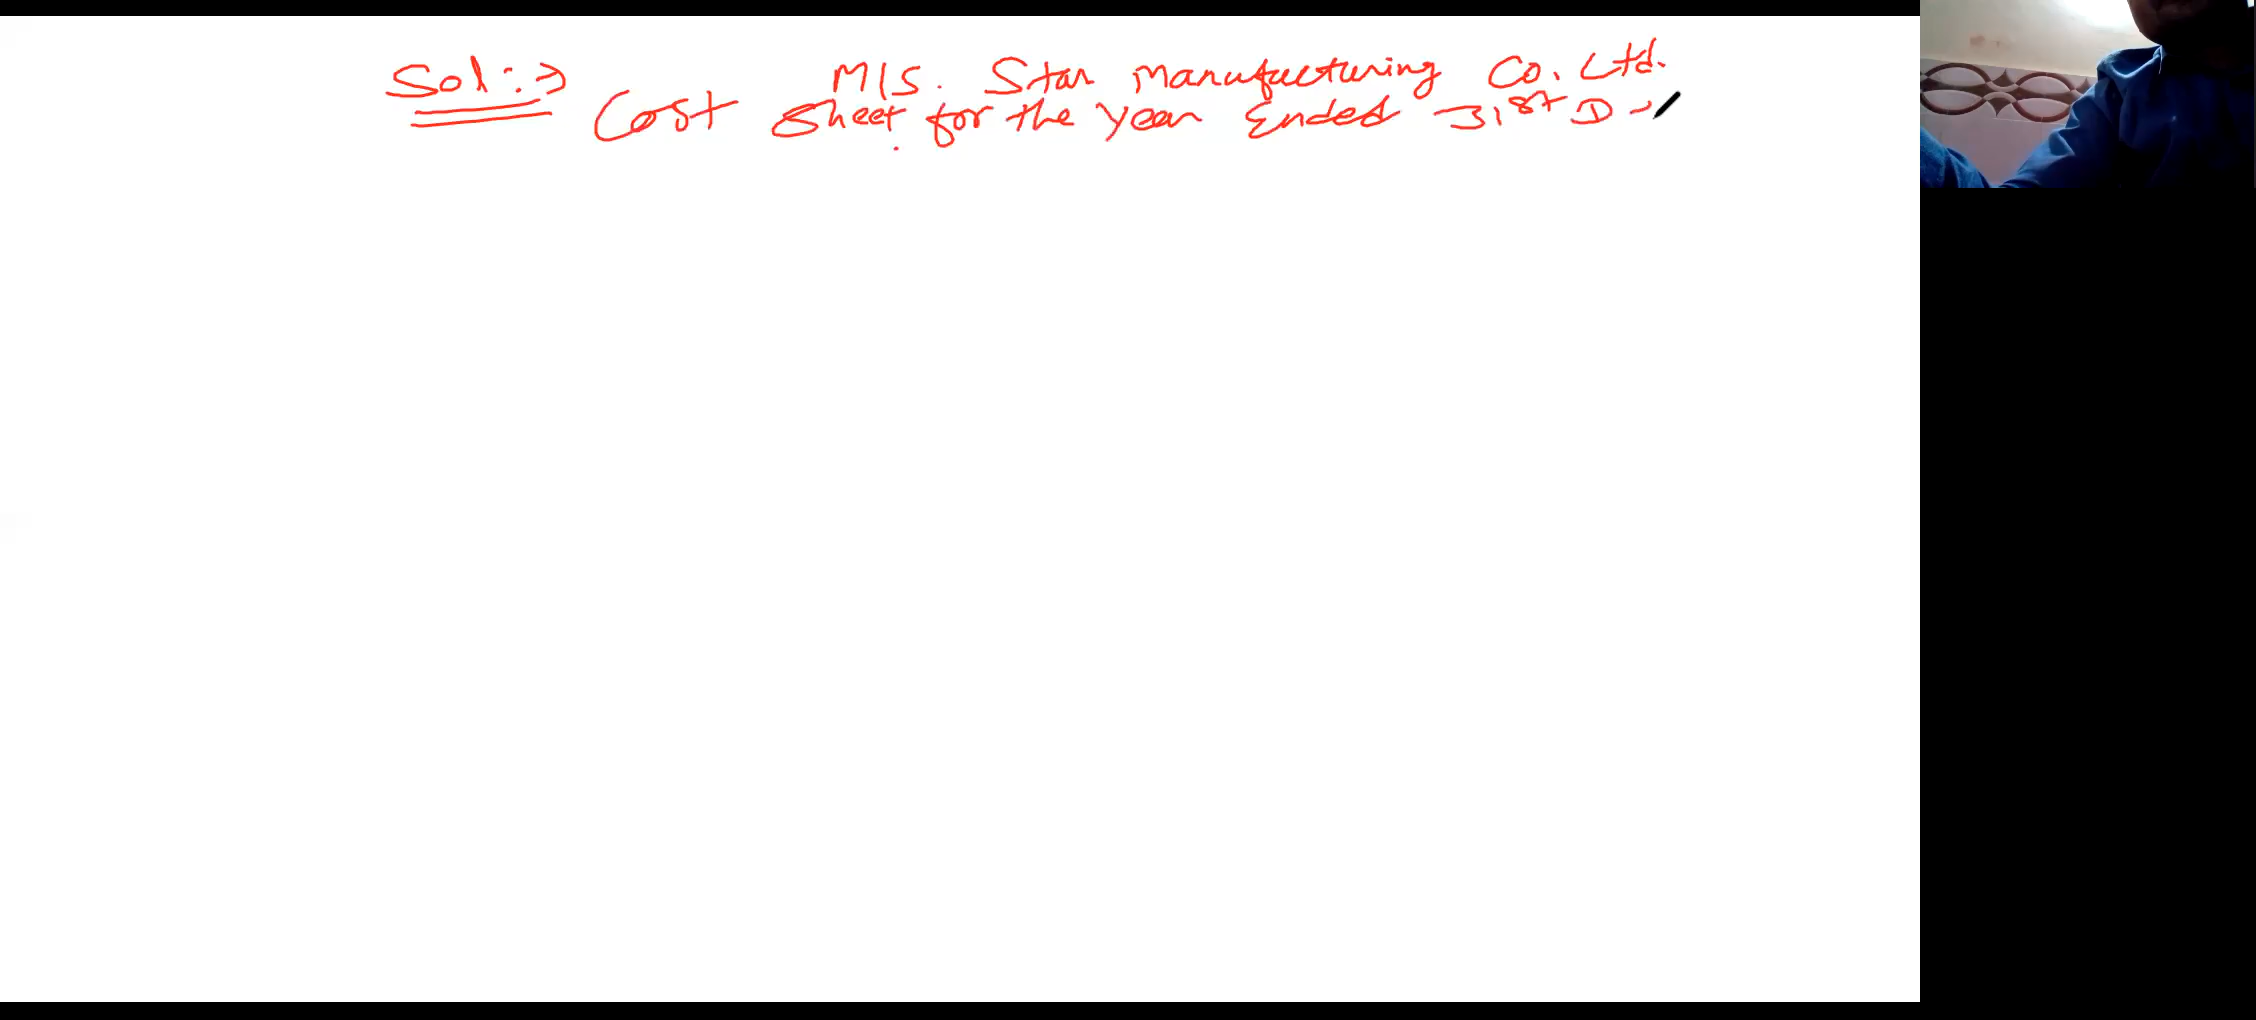 Sol:→ M/S. Star Manufacturing Co. Ltd.
Cost Sheet for the Year Ended 31st D